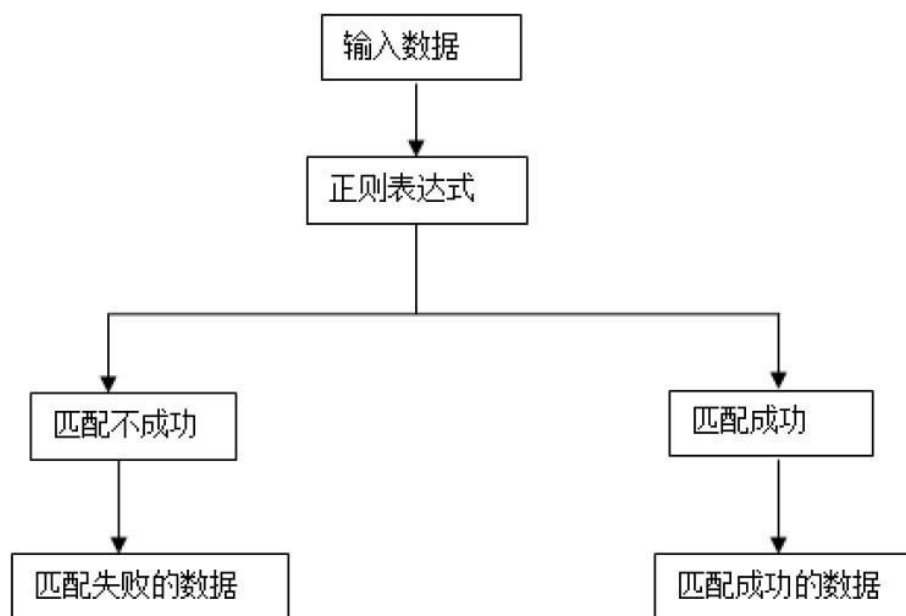 输入数据
正则表达式
匹配不成功
匹配成功
匹配失败的数据
匹配成功的数据